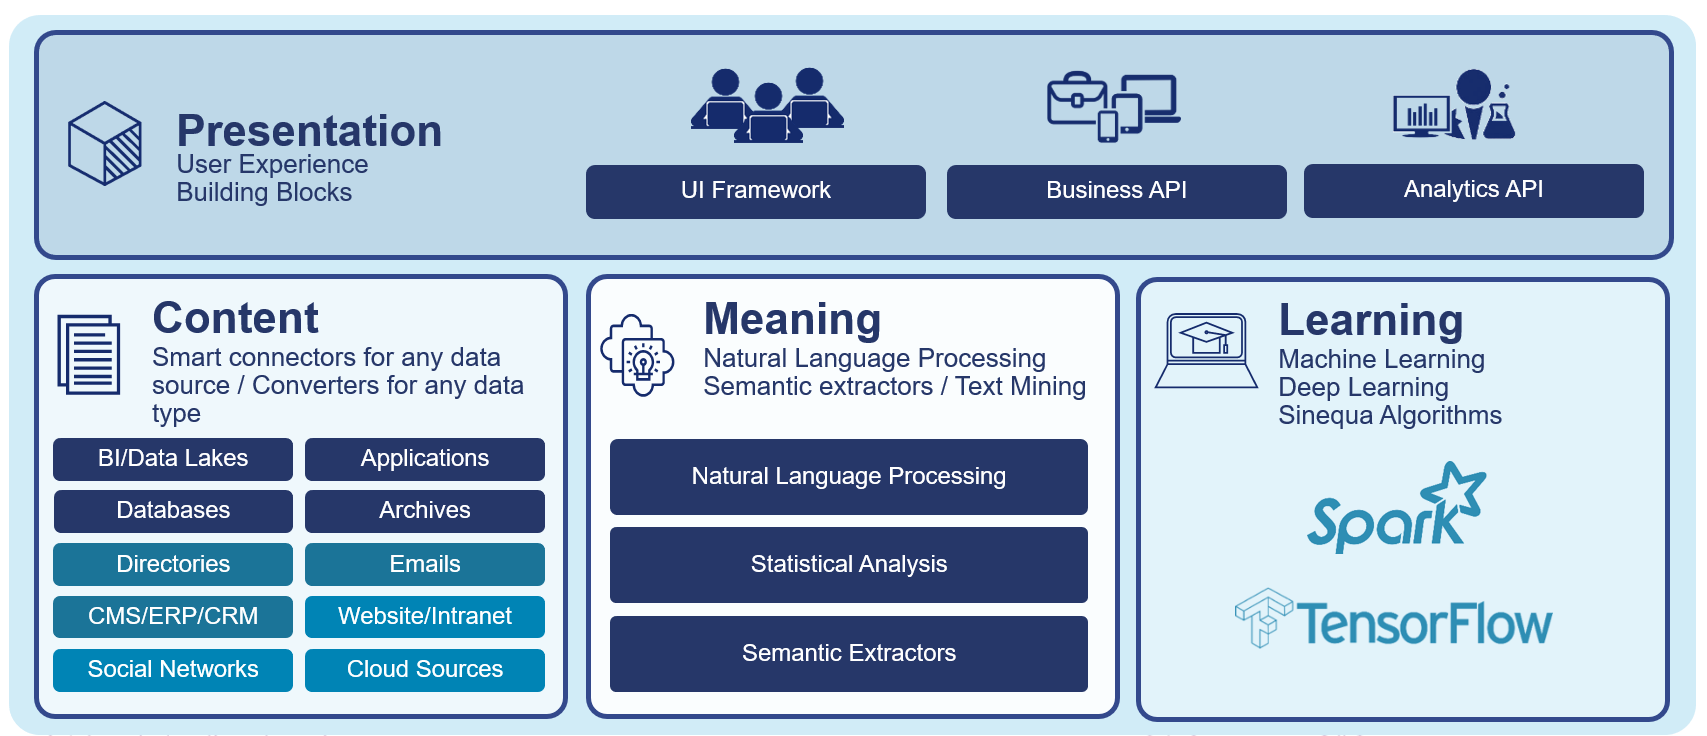 Presentation
User Experience
Building Blocks
UI Framework
Business API
Analytics API
Content
Smart connectors for any data
source / Converters for any data
type
BI/Data Lakes
Applications
Databases
Archives
Directories
Emails
CMS/ERP/CRM
Website/Intranet
Social Networks
Cloud Sources
Meaning
Natural Language Processing
Semantic extractors / Text Mining
Natural Language Processing
Statistical Analysis
Semantic Extractors
Learning
Machine Learning
Deep Learning
Sinequa Algorithms
Spark
TensorFlow